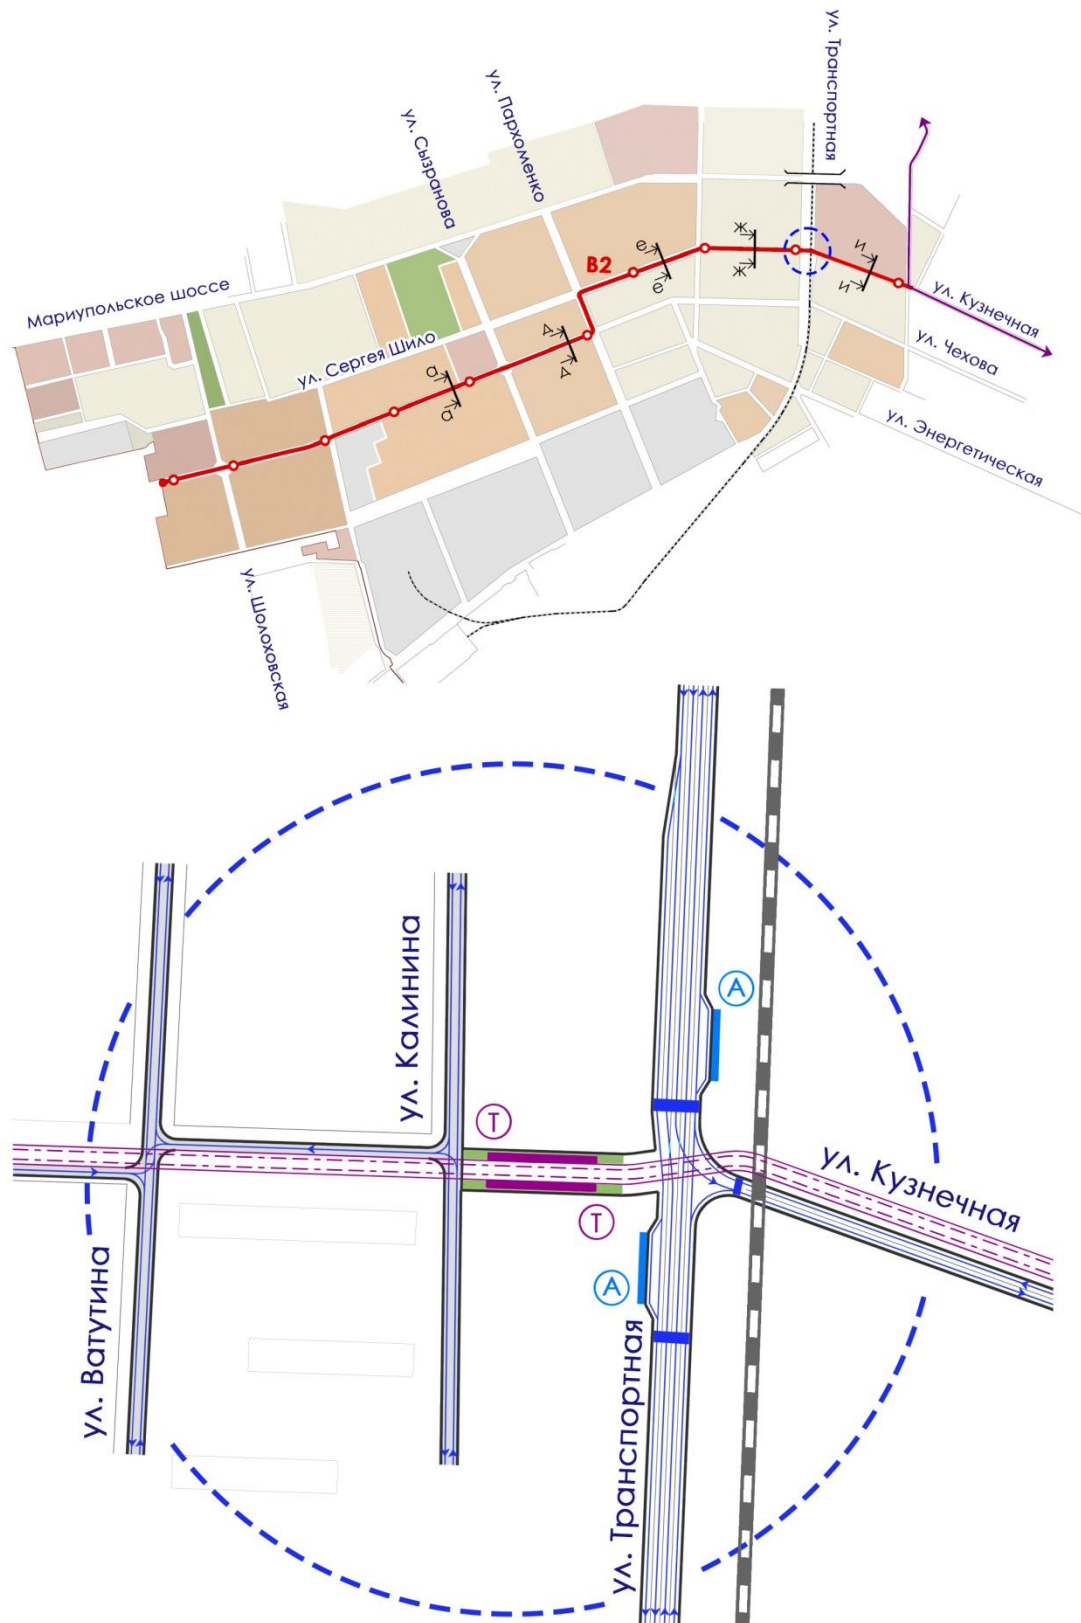 ул. Транспортная
ул. Пархоменко
ул. Сызранова
Мариупольское шоссе
ул. Сергея Шило
В2
е
е
Ж
Ж
И
И
А
А
а
а
ул. Кузнечная
ул. Чехова
ул. Энергетическая
ул. Шолоховская
ул. Калинина
А
Т
ул. Кузнечная
Т
А
ул. Ватутина
ул. Транспортная